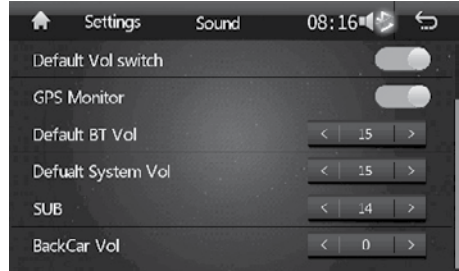 Settings Sound 08:16
Default Vol switch
GPS Monitor
Default BT Vol < 15 >
Defualt System Vol < 15 >
SUB < 14 >
BackCar Vol < 0 >